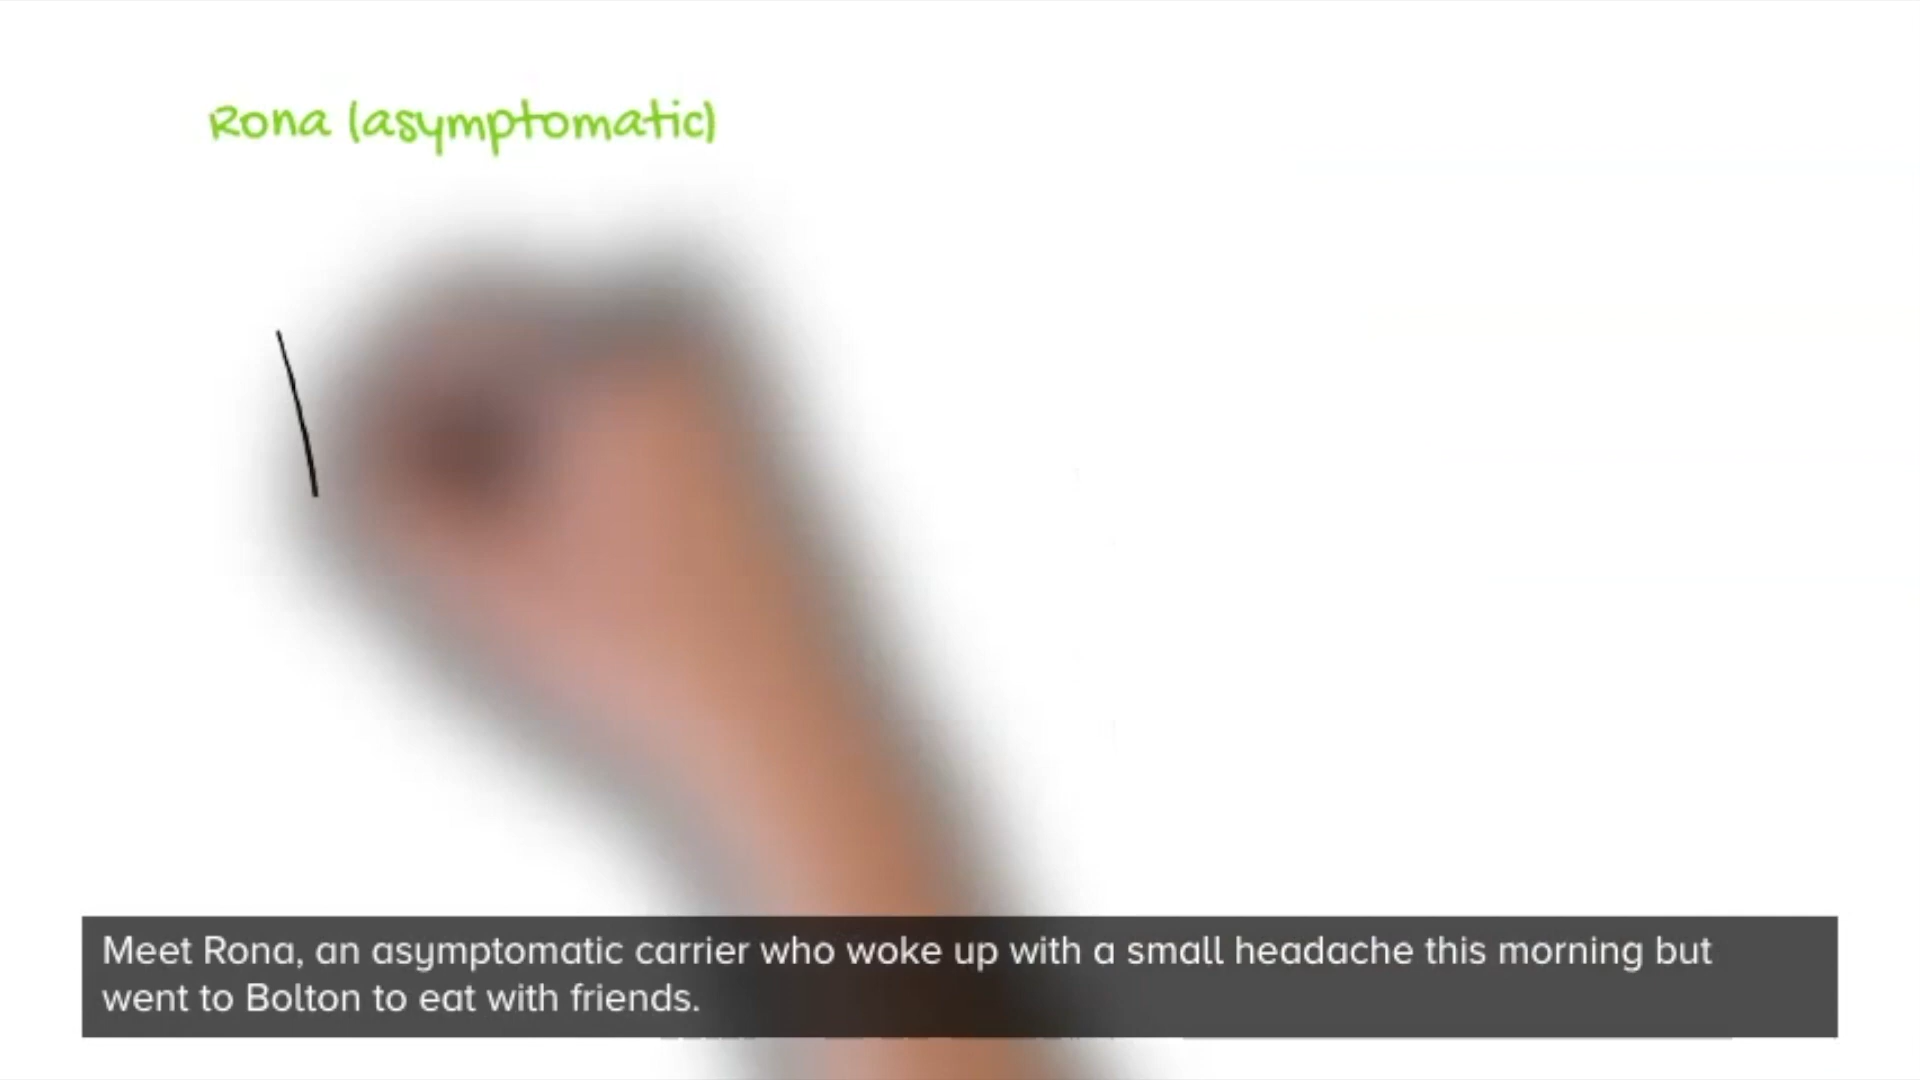 Rona (asymptomatic)
Meet Rona, an asymptomatic carrier who woke up with a small headache this morning but
went to Bolton to eat with friends.